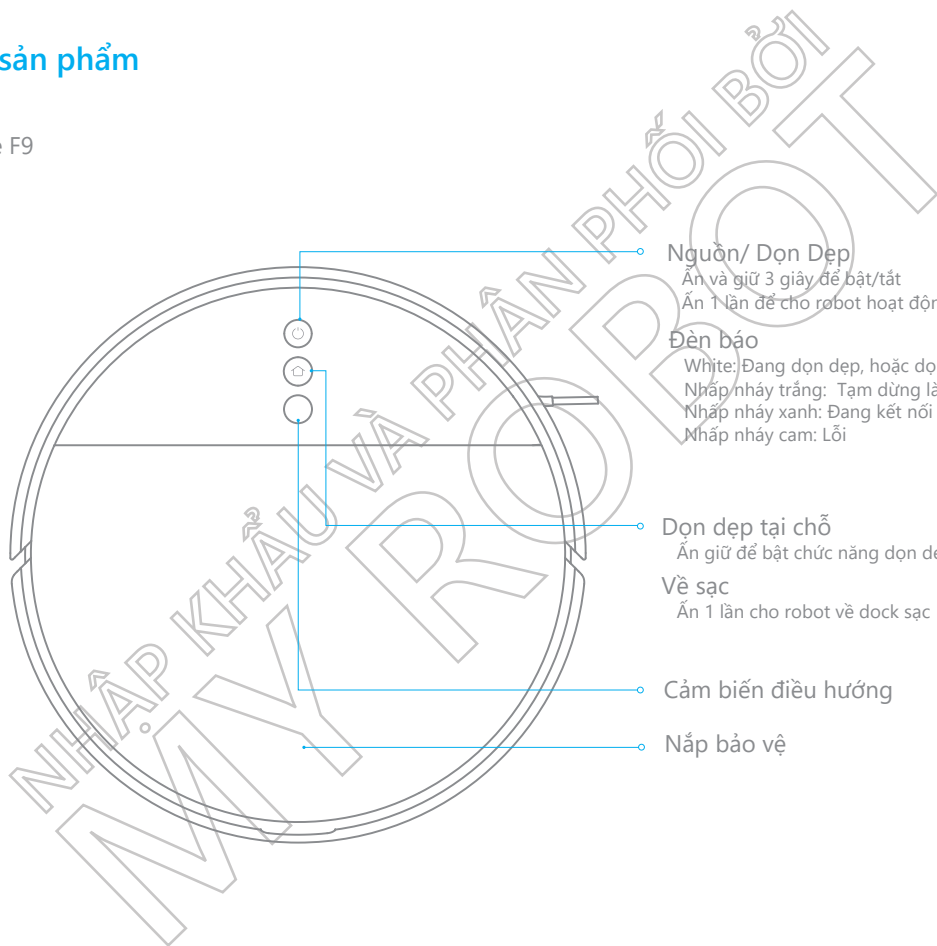 sản phẩm
F9
Nguồn/ Dọn Dẹp
Ấn và giữ 3 giây để bật/tắt
Ấn 1 lần để cho robot hoạt độn
Đèn báo
White: Đang dọn dẹp, hoặc dọ
Nhấp nháy trắng: Tạm dừng là
Nhấp nháy xanh: Đang kết nối
Nhấp nháy cam: Lỗi
Dọn dẹp tại chỗ
Ấn giữ để bật chức năng dọn dẹ
Về sạc
Ấn 1 lần cho robot về dock sạc
Cảm biến điều hướng
Nắp bảo vệ
NHẬP KHẨU VÀ PHÂN PHỐI BỞI
MY ROBOT